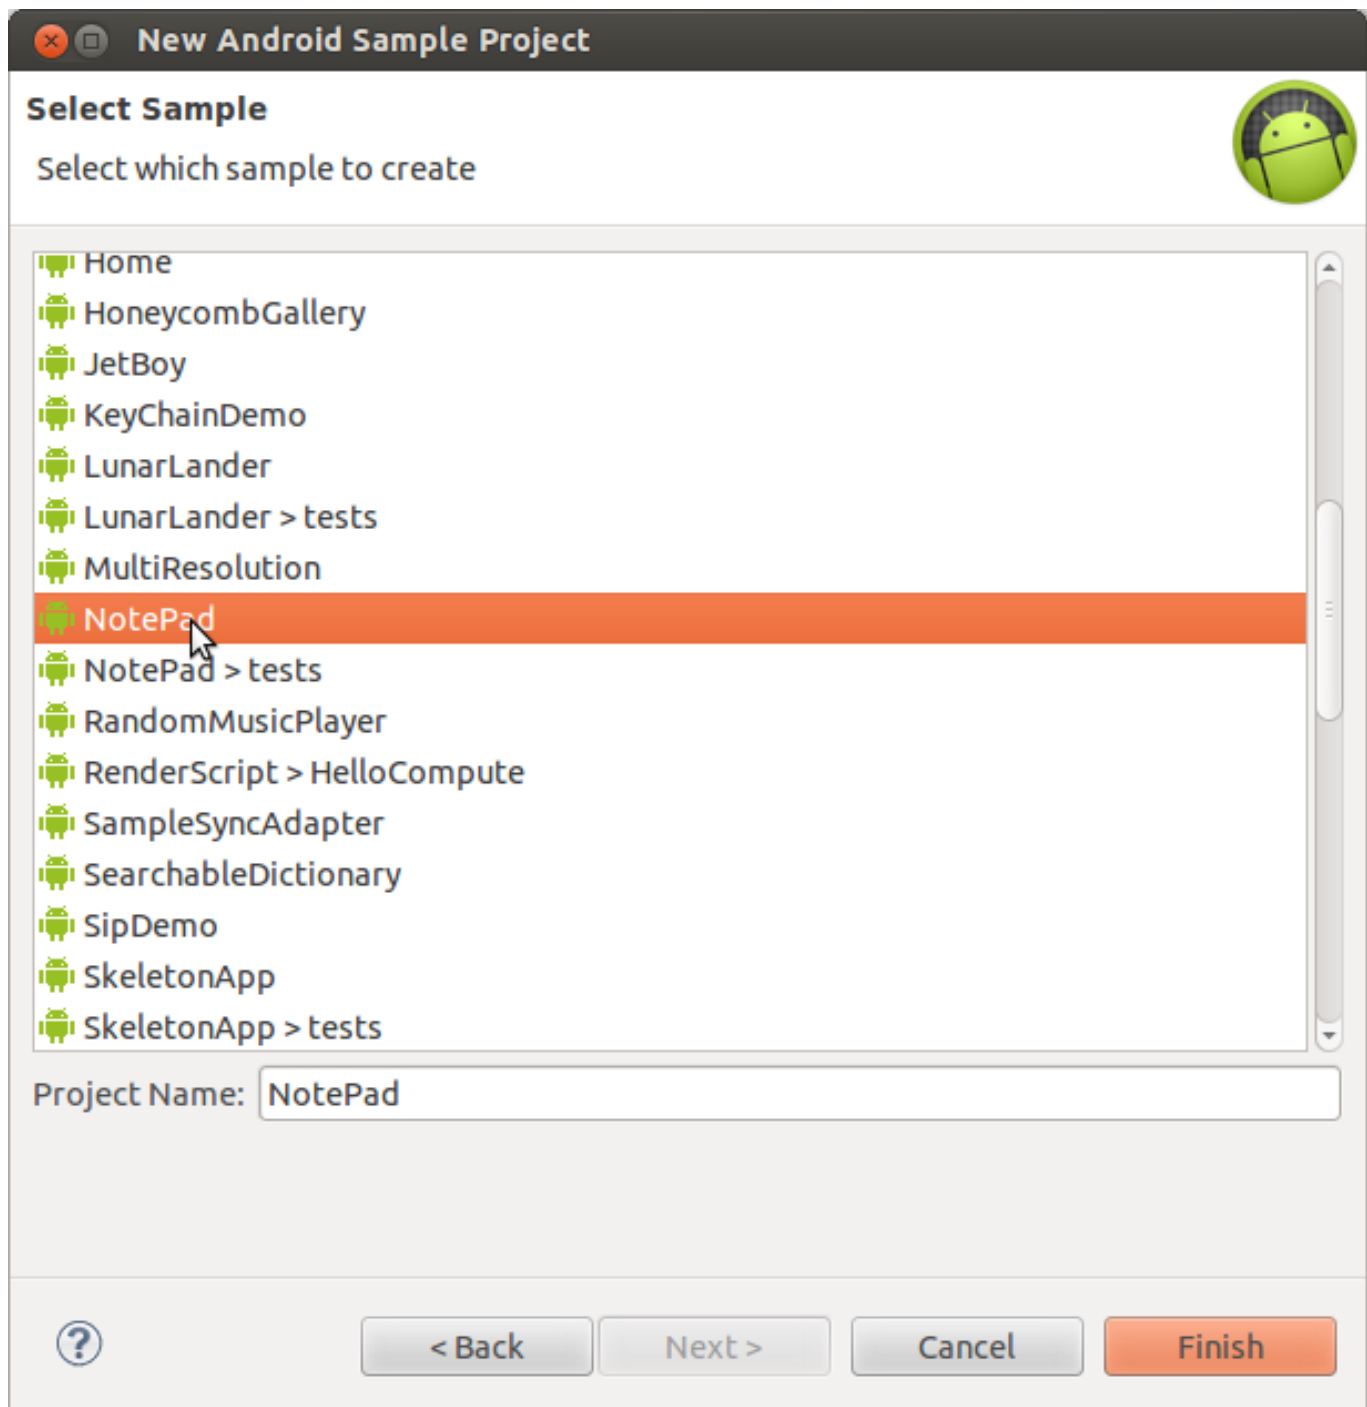 New Android Sample Project
Select Sample
Select which sample to create
Home
HoneycombGallery
JetBoy
KeyChainDemo
LunarLander
LunarLander > tests
MultiResolution
NotePad
NotePad > tests
RandomMusicPlayer
RenderScript > HelloCompute
SampleSyncAdapter
SearchableDictionary
SipDemo
SkeletonApp
SkeletonApp > tests
Project Name: NotePad
? < Back Next > Cancel Finish